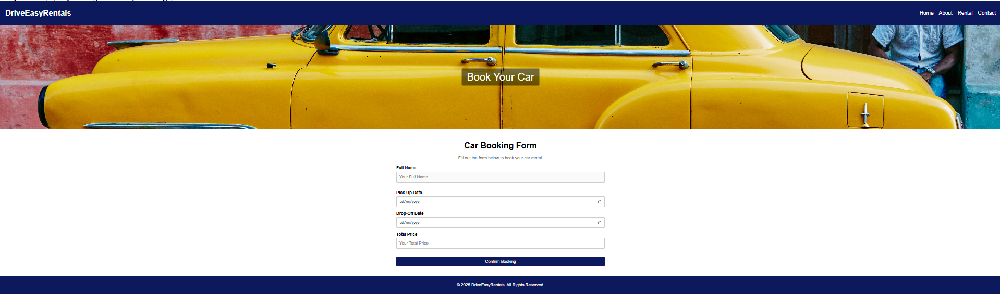 DriveEasyRentals
Home About Rental Contact
Book Your Car
Car Booking Form
Fill out the form below to book your car rental.
Full Name
Your Full Name
Pick-Up Date
dd/mm/yyyy
Drop-Off Date
dd/mm/yyyy
Total Price
Your Total Price
Confirm Booking
© 2025 DriveEasyRentals. All Rights Reserved.